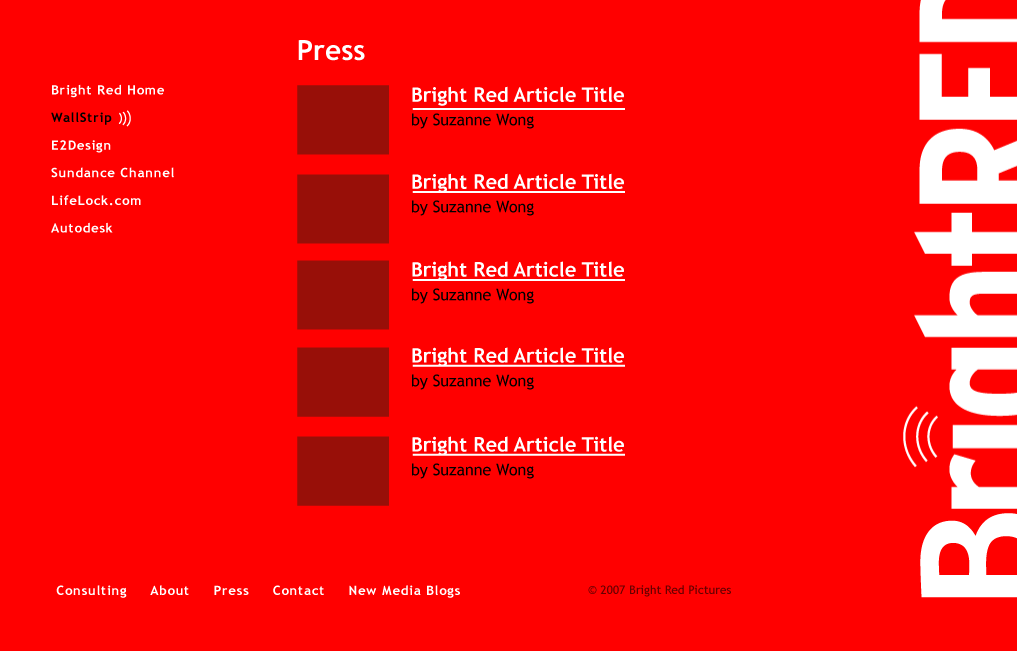 Press
Bright Red Home
WallStrip
E2Design
Sundance Channel
LifeLock.com
Autodesk
Bright Red Article Title
by Suzanne Wong
Bright Red Article Title
by Suzanne Wong
Bright Red Article Title
by Suzanne Wong
Bright Red Article Title
by Suzanne Wong
Bright Red Article Title
by Suzanne Wong
BrightRED
Consulting About Press Contact New Media Blogs © 2007 Bright Red Pictures